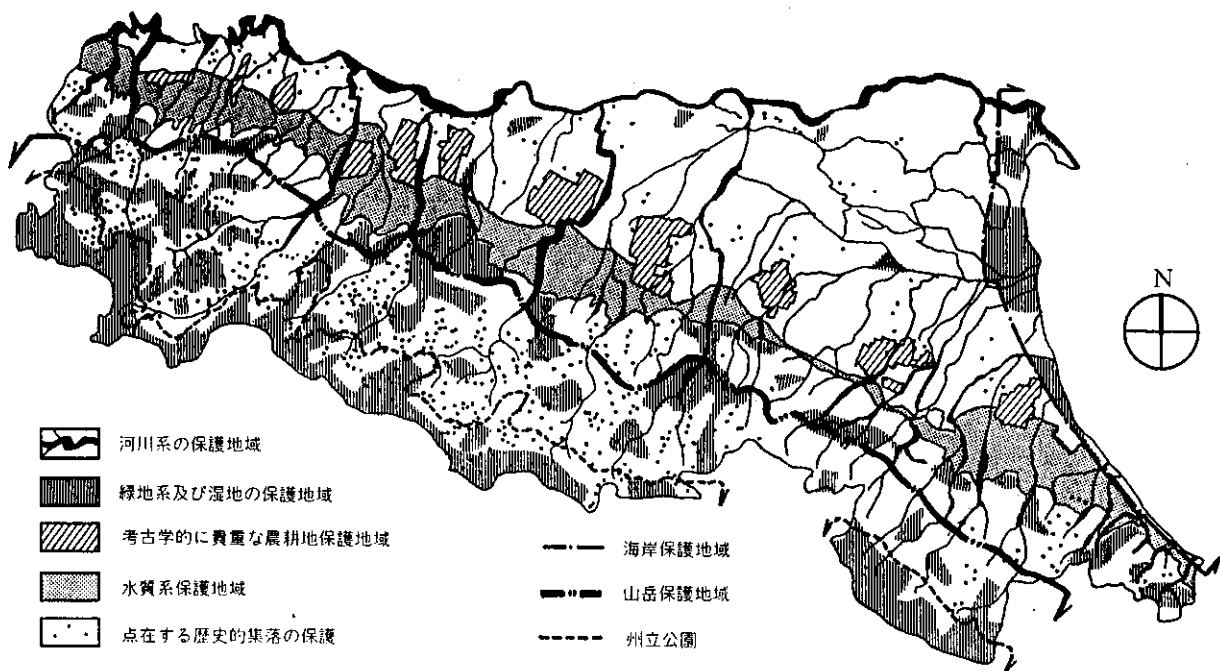 N
河川系の保護地域
緑地系及び湿地の保護地域
考古学的に貴重な農耕地保護地域
水質系保護地域
点在する歴史的集落の保護
海岸保護地域
山岳保護地域
州立公園